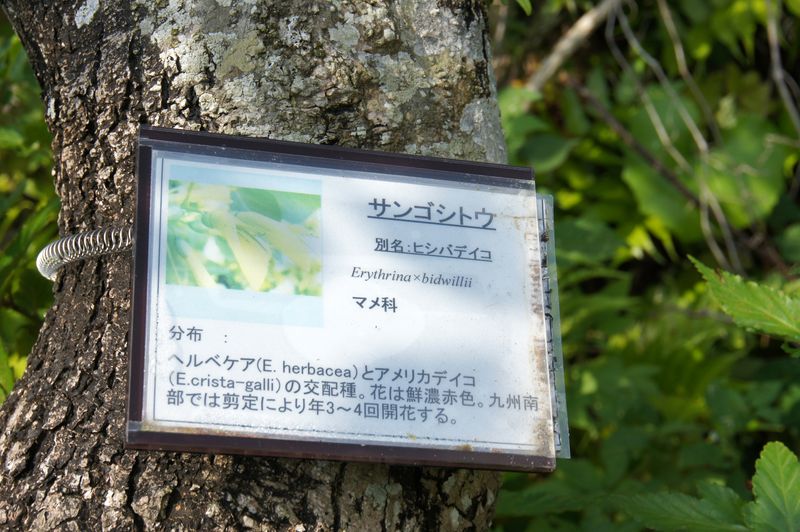 サンゴシトウ
別名:ヒシバデイコ
Erythrina×bidwillii
マメ科
分布 :
ヘルベケア(E. herbacea)とアメリカデイコ
(E.crista-galli)の交配種。花は鮮濃赤色。九州南
部では剪定により年3~4回開花する。